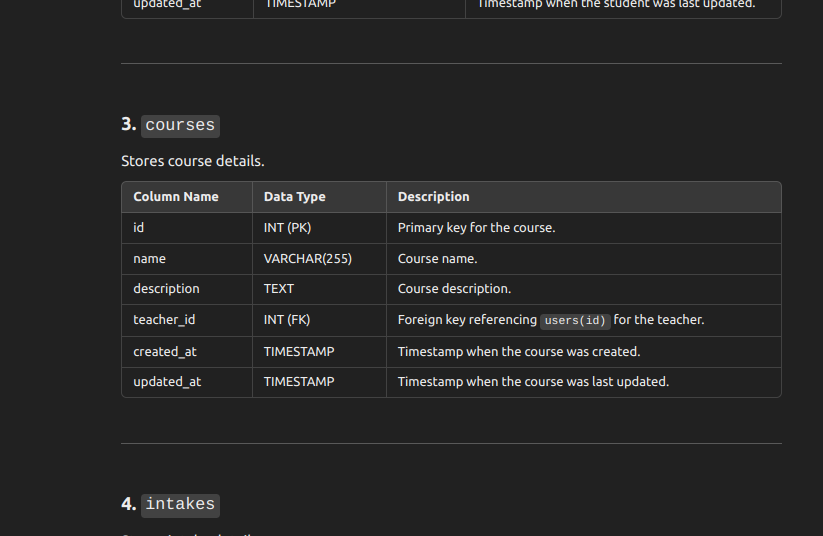 updated_at TIMESTAMP Timestamp when the student was last updated.
3. courses
Stores course details.
Column Name Data Type Description
id INT (PK) Primary key for the course.
name VARCHAR(255) Course name.
description TEXT Course description.
teacher_id INT (FK) Foreign key referencing users(id) for the teacher.
created_at TIMESTAMP Timestamp when the course was created.
updated_at TIMESTAMP Timestamp when the course was last updated.
4. intakes